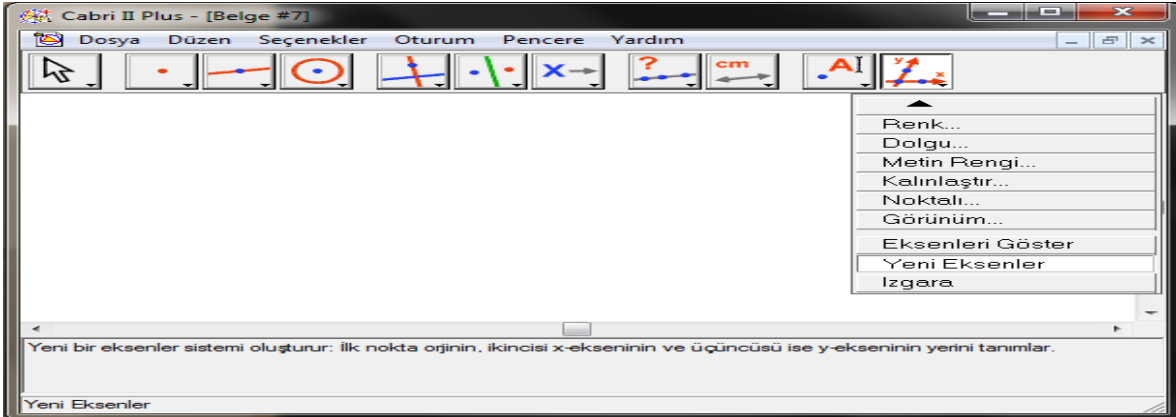 Cabri II Plus - [Belge #7]
Dosya Düzen Seçenekler Oturum Pencere Yardım
? cm A y x
Renk...
Dolgu...
Metin Rengi...
Kalınlaştır...
Noktalı...
Görünüm...
Eksenleri Göster
Yeni Eksenler
Izgara
Yeni bir eksenler sistemi oluşturur: İlk nokta orjinin, ikincisi x-ekseninin ve üçüncüsü ise y-ekseninin yerini tanımlar.
Yeni Eksenler